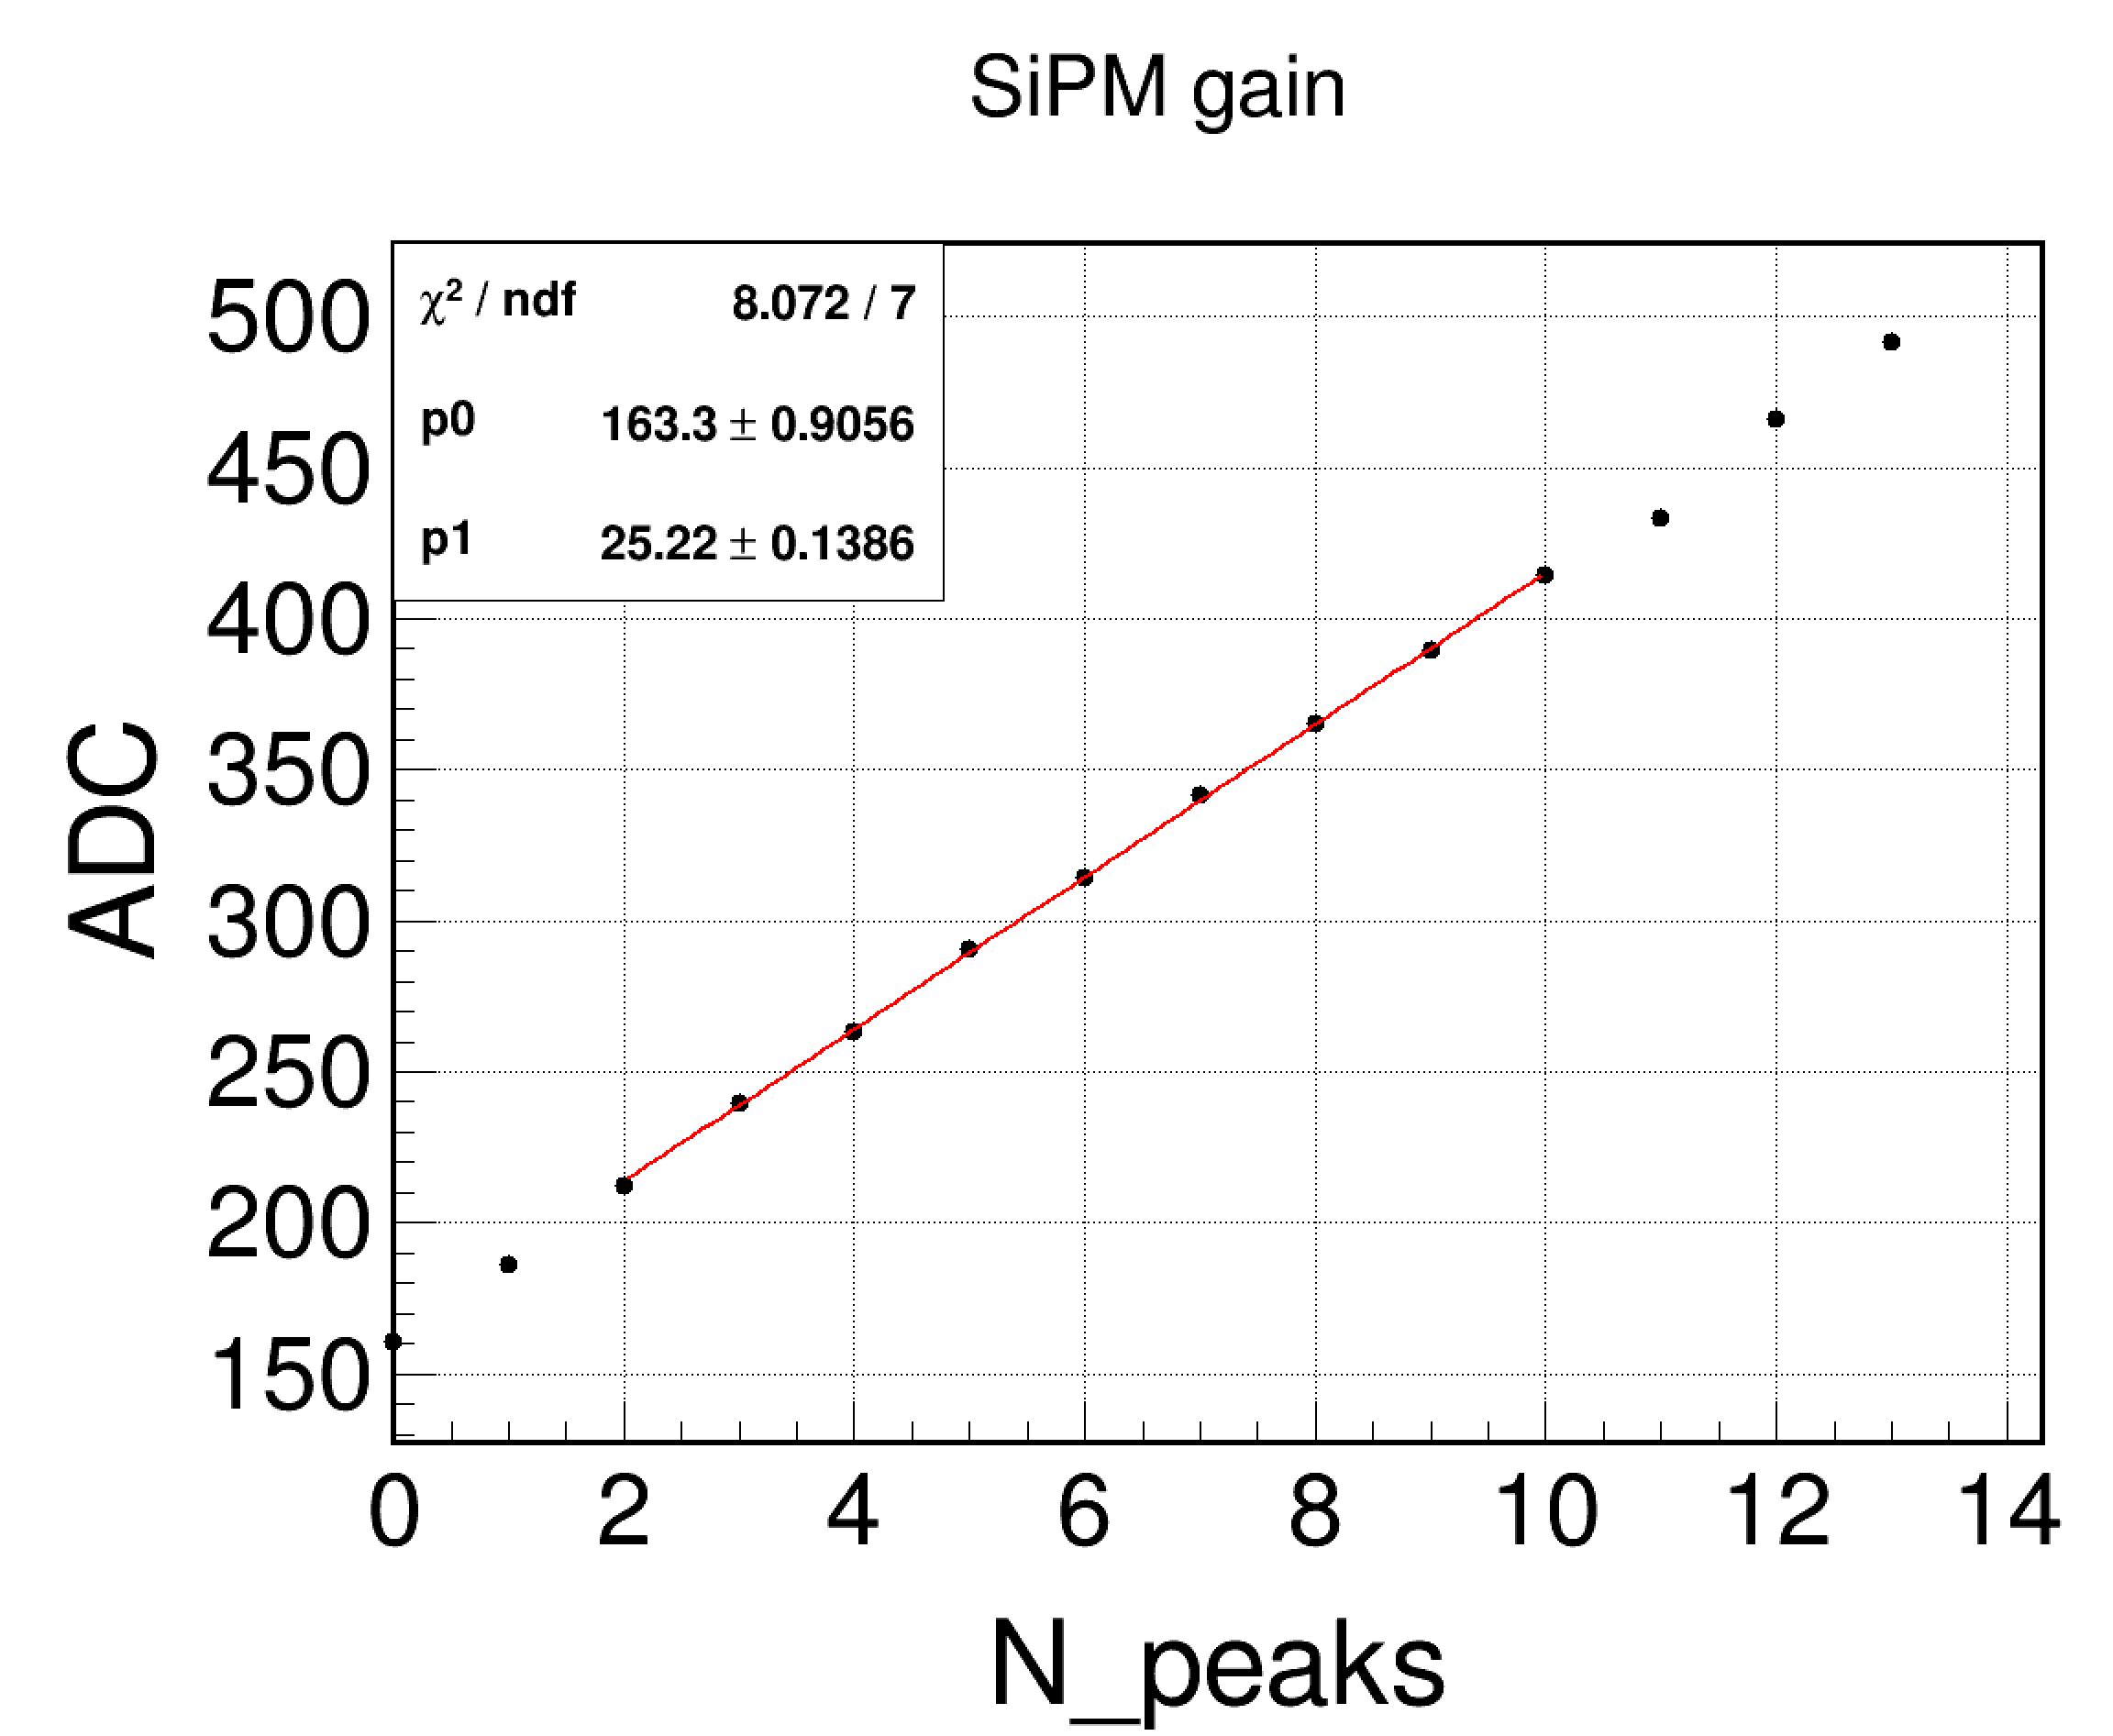 SiPM gain
χ² / ndf 8.072 / 7
p0 163.3 ± 0.9056
p1 25.22 ± 0.1386
500
450
400
350
300
250
200
150
ADC
0 2 4 6 8 10 12 14
N_peaks